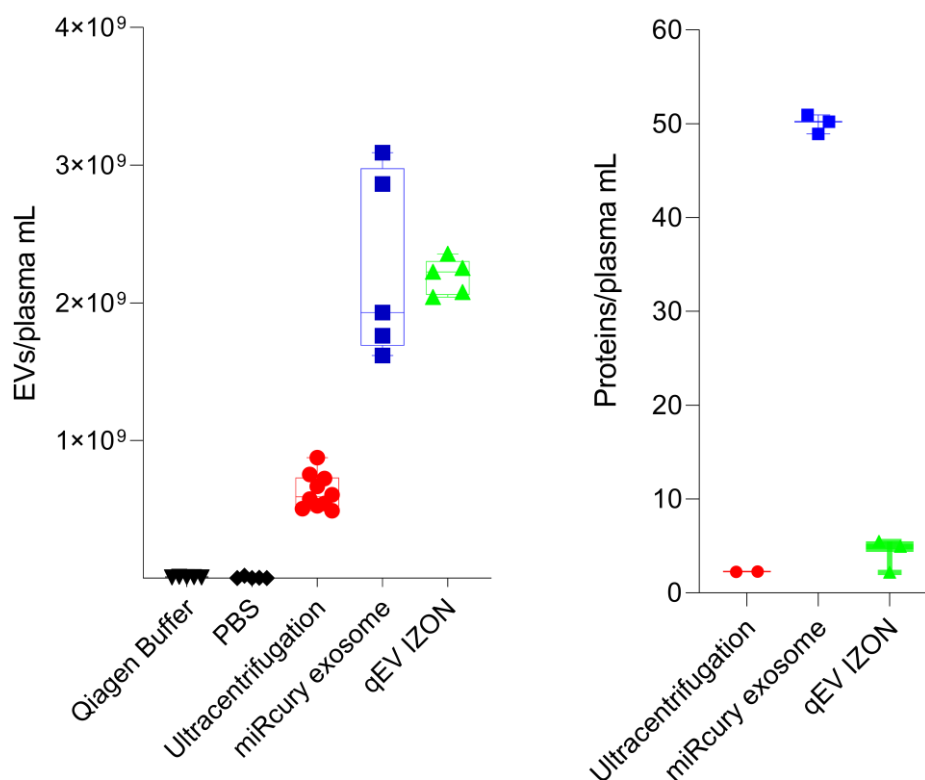 EVs/plasma mL
4×10⁹
3×10⁹
2×10⁹
1×10⁹
Qiagen Buffer
PBS
Ultracentrifugation
miRcury exosome
qEV IZON
Proteins/plasma mL
60
50
40
30
20
10
0
Ultracentrifugation
miRcury exosome
qEV IZON